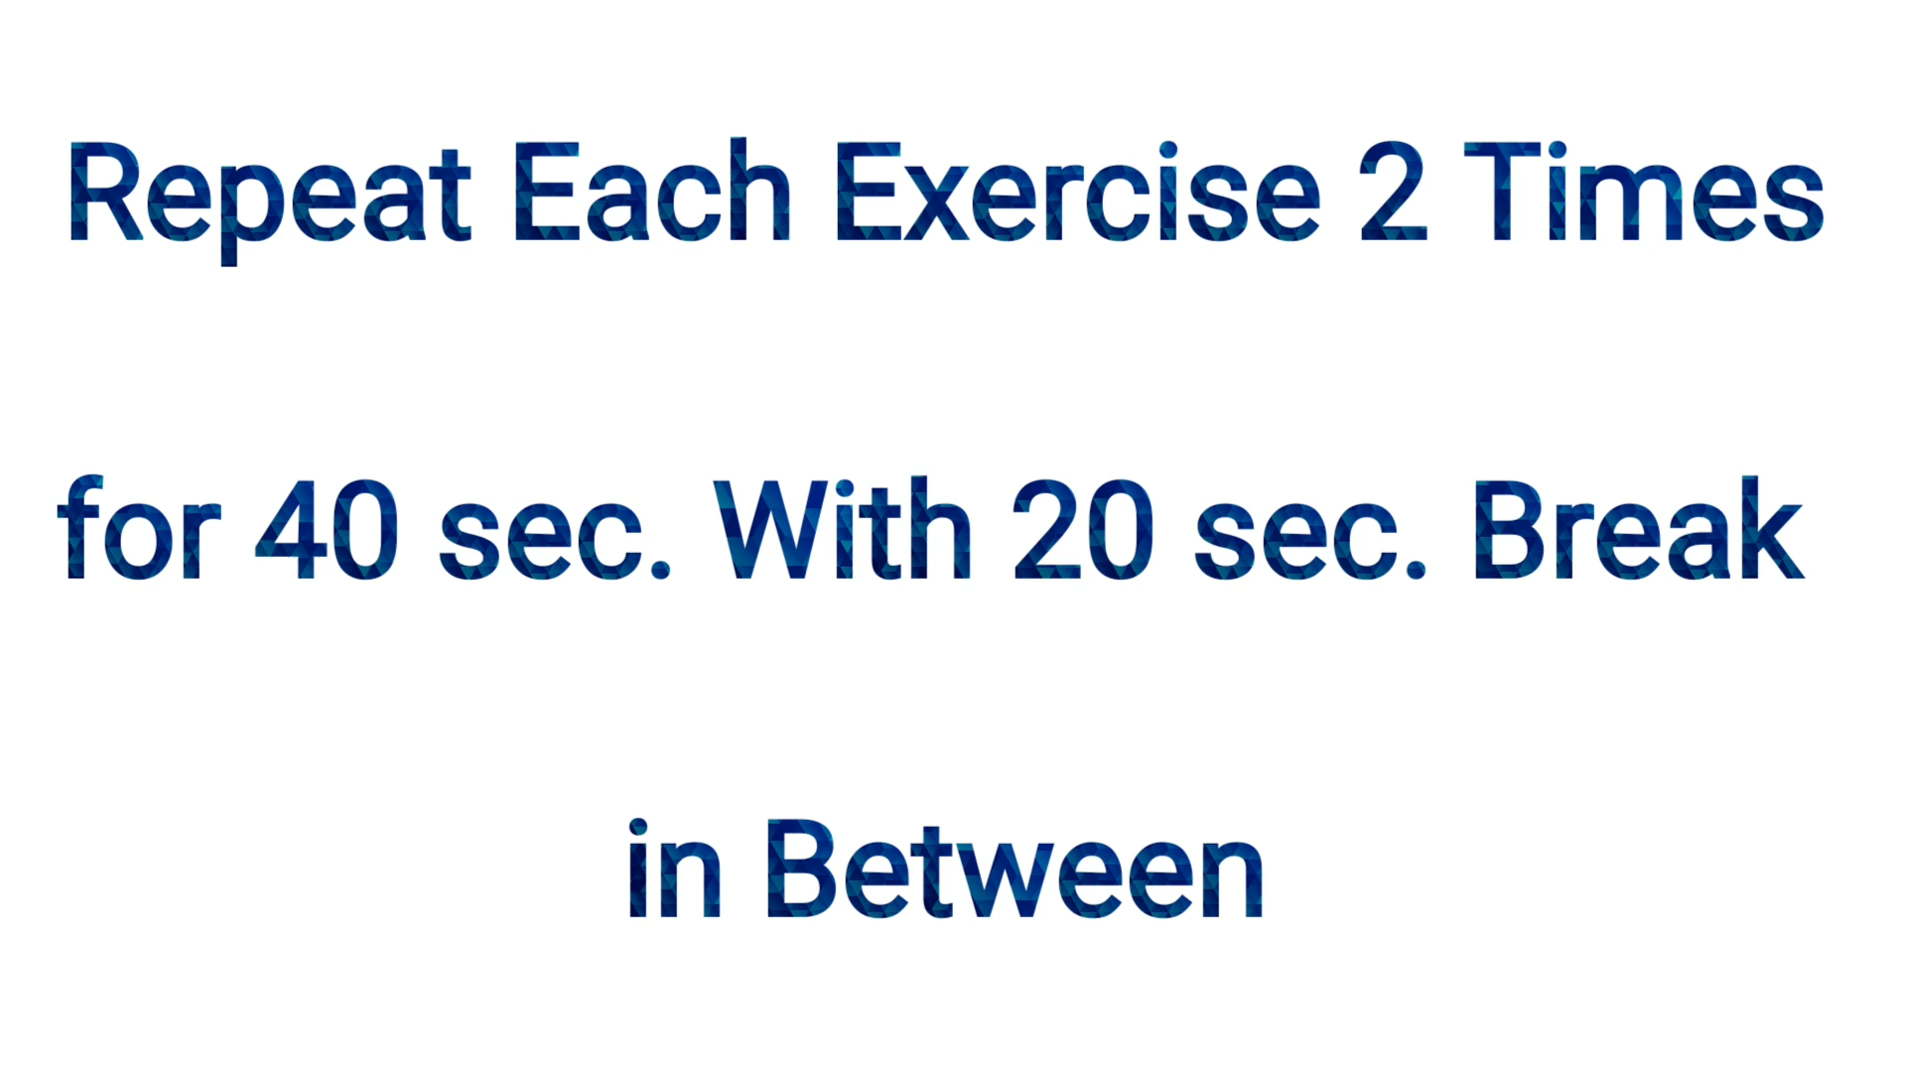 Repeat Each Exercise 2 Times
for 40 sec. With 20 sec. Break
in Between